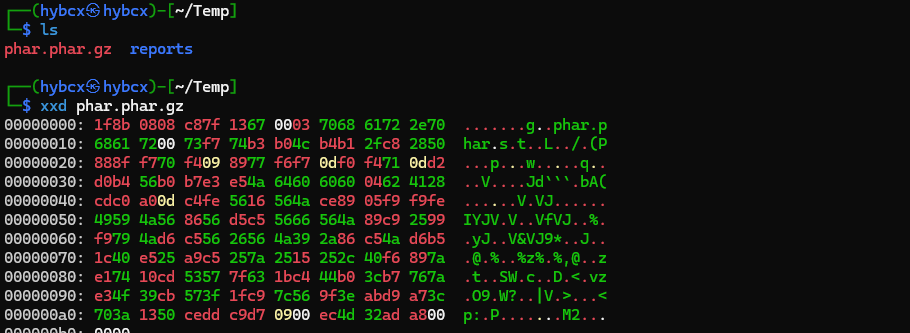 ┌──(hybcx㉿hybcx)-[~/Temp]
└─$ ls
phar.phar.gz  reports

┌──(hybcx㉿hybcx)-[~/Temp]
└─$ xxd phar.phar.gz
00000000: 1f8b 0808 c87f 1367 0003 7068 6172 2e70  .......g..phar.p
00000010: 6861 7200 73f7 74b3 b04c b4b1 2fc8 2850  har.s.t..L../.(P
00000020: 888f f770 f409 8977 f6f7 0df0 f471 0dd2  ...p...w.....q..
00000030: d0b4 56b0 b7e3 e54a 6460 6060 0462 4128  ..V....Jd```.bA(
00000040: cdc0 a00d c4fe 5616 564a ce89 05f9 f9fe  ......V.VJ......
00000050: 4959 4a56 8656 d5c5 5666 564a 89c9 2599  IYJV.V..VfVJ..%.
00000060: f979 4ad6 c556 2656 4a39 2a86 c54a d6b5  .yJ..V&VJ9*..J..
00000070: 1c40 e525 a9c5 257a 2515 252c 40f6 897a  .@.%..%z%.%,@..z
00000080: e174 10cd 5357 7f63 1bc4 44b0 3cb7 767a  .t..SW.c..D.<.vz
00000090: e34f 39cb 573f 1fc9 7c56 9f3e abd9 a73c  .O9.W?..|V.>...<
000000a0: 703a 1350 cedd c9d7 0900 ec4d 32ad a800  p:.P.......M2...
000000b0: 0000